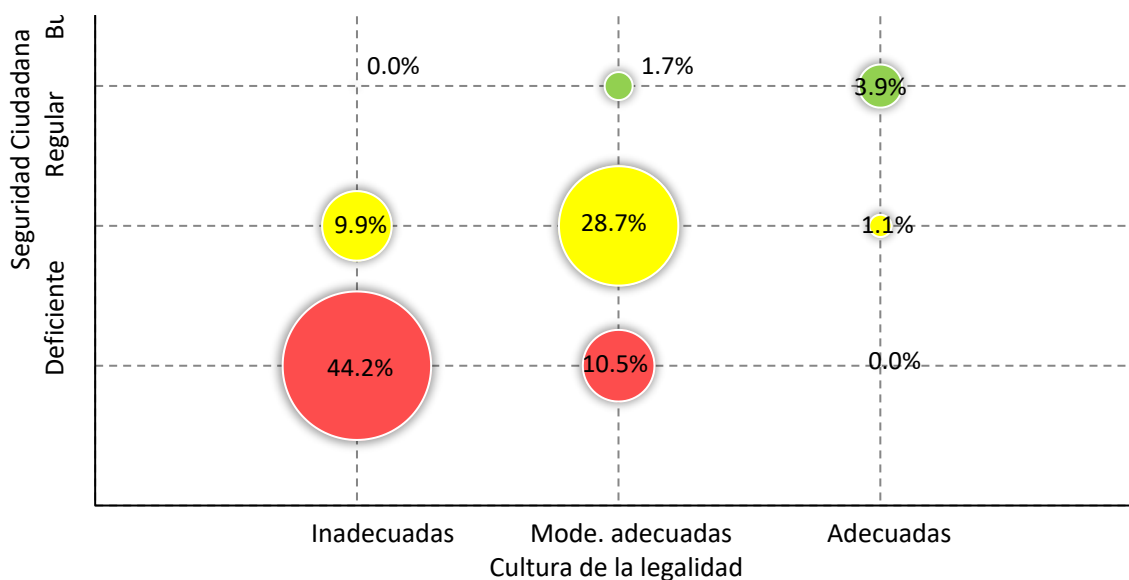 Seguridad Ciudadana
Bu
Regular
Deficiente
0.0%
1.7%
3.9%
9.9%
28.7%
1.1%
44.2%
10.5%
0.0%
Inadecuadas
Mode. adecuadas
Adecuadas
Cultura de la legalidad